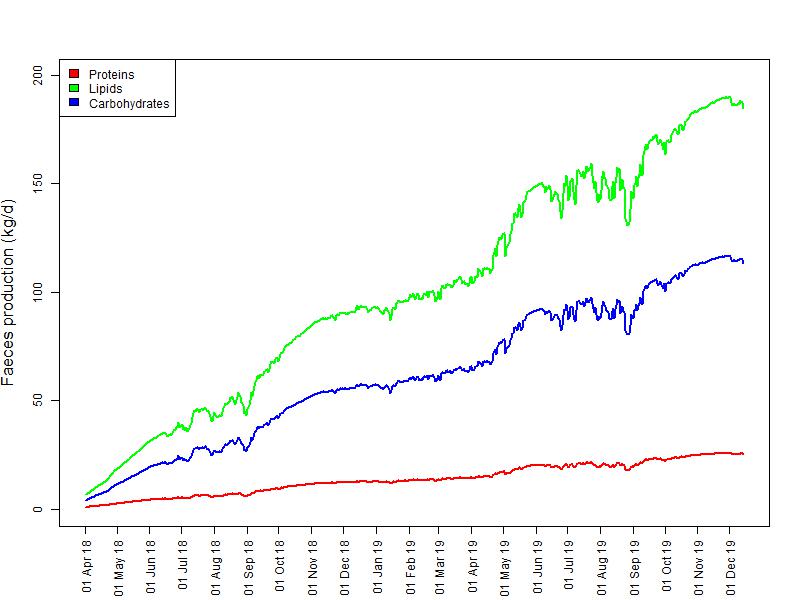 Proteins
Lipids
Carbohydrates
Faeces production (kg/d)
200
150
100
50
0
01 Apr 18
01 May 18
01 Jun 18
01 Jul 18
01 Aug 18
01 Sep 18
01 Oct 18
01 Nov 18
01 Dec 18
01 Jan 19
01 Feb 19
01 Mar 19
01 Apr 19
01 May 19
01 Jun 19
01 Jul 19
01 Aug 19
01 Sep 19
01 Oct 19
01 Nov 19
01 Dec 19